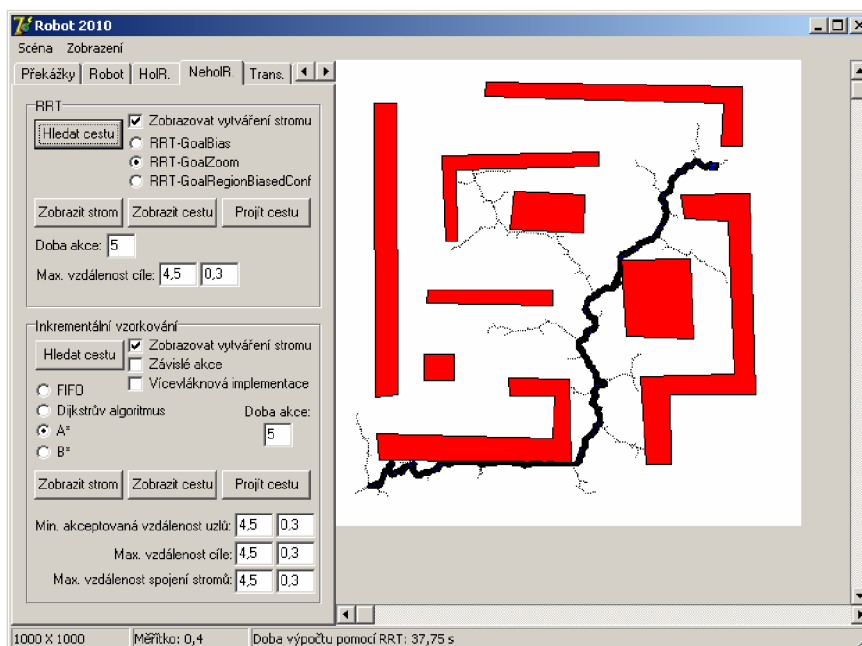 Robot 2010
Scéna Zobrazení
Překážky Robot HolR. NeholR. Trans.
RRT
Hledat cestu
Zobrazovat vytváření stromu
RRT-GoalBias
RRT-GoalZoom
RRT-GoalRegionBiasedConf
Zobrazit strom Zobrazit cestu Projít cestu
Doba akce: 5
Max. vzdálenost cíle: 4,5 0,3
Inkrementální vzorkování
Hledat cestu
Zobrazovat vytváření stromu
Závislé akce
Vícevláknová implementace
FIFO
Dijkstrův algoritmus
A*
B*
Doba akce:
5
Zobrazit strom Zobrazit cestu Projít cestu
Min. akceptovaná vzdálenost uzlů: 4,5 0,3
Max. vzdálenost cíle: 4,5 0,3
Max. vzdálenost spojení stromů: 4,5 0,3
1000 X 1000 Měřítko: 0,4 Doba výpočtu pomocí RRT: 37,75 s